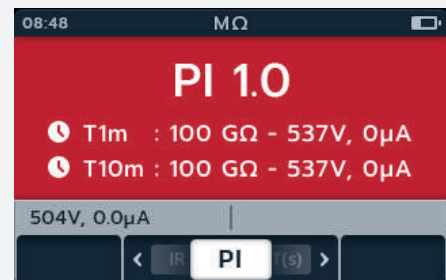 08:48 MΩ
PI 1.0
T1m : 100 GΩ - 537V, 0µA
T10m : 100 GΩ - 537V, 0µA
504V, 0.0µA
< IR PI T(s) >